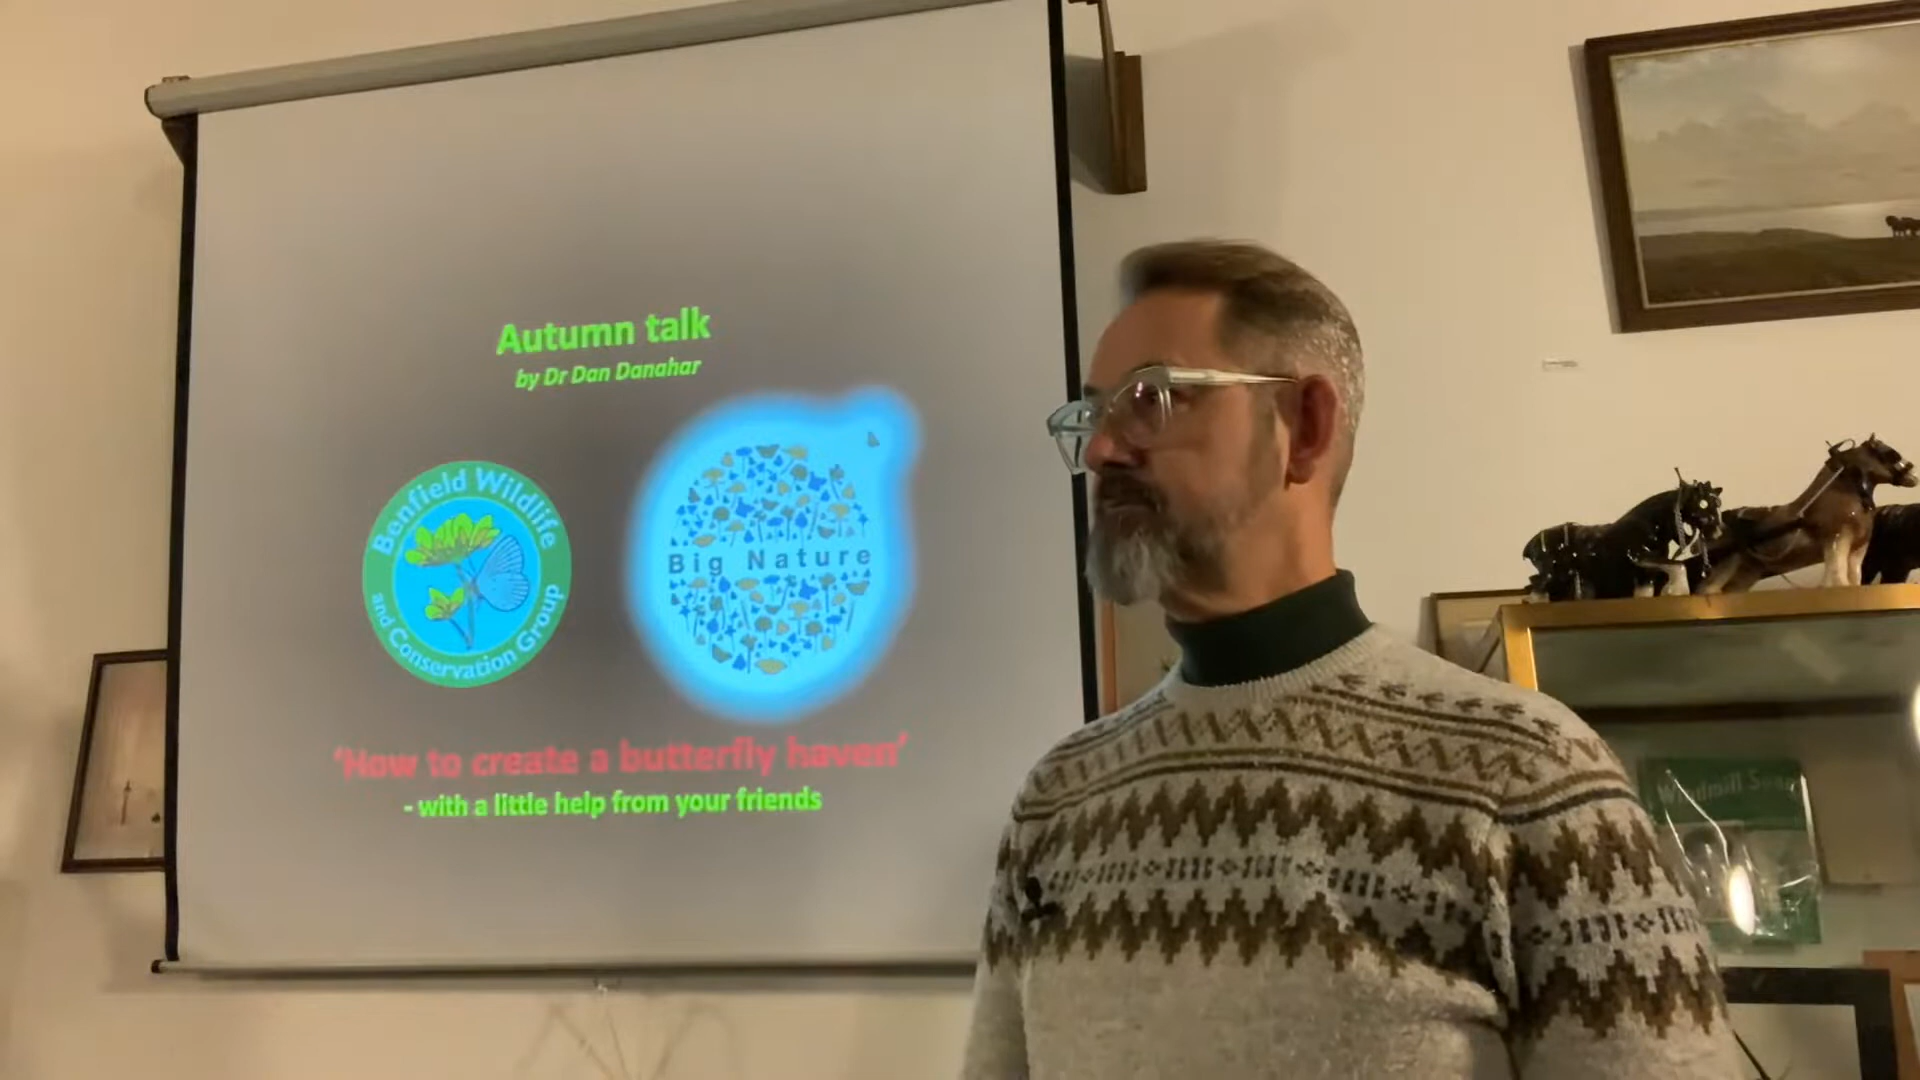 Autumn talk
by Dr Dan Danahar
Benfield Wildlife
and Conservation Group
Big Nature
'How to create a butterfly haven'
- with a little help from your friends